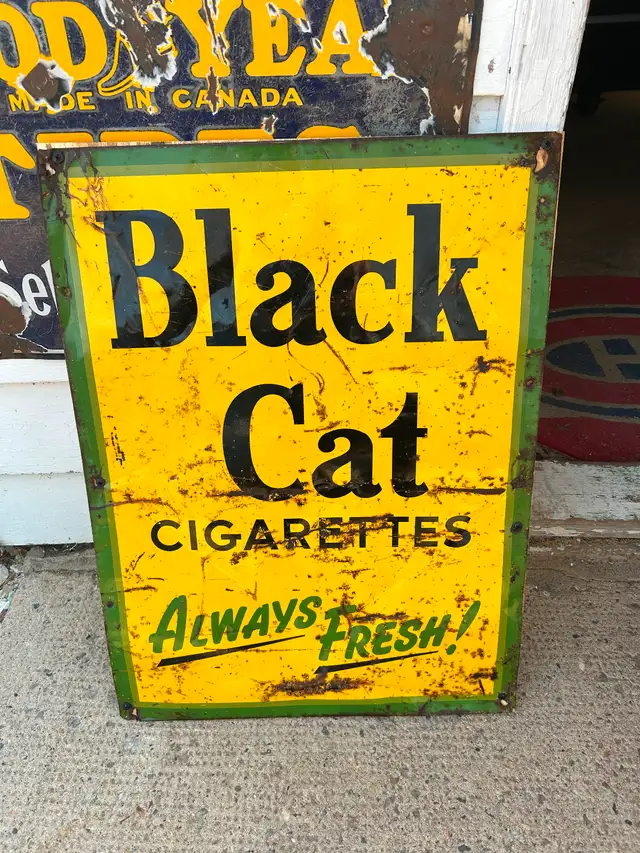 MADE IN CANADA
Black
Cat
CIGARETTES
ALWAYS FRESH!